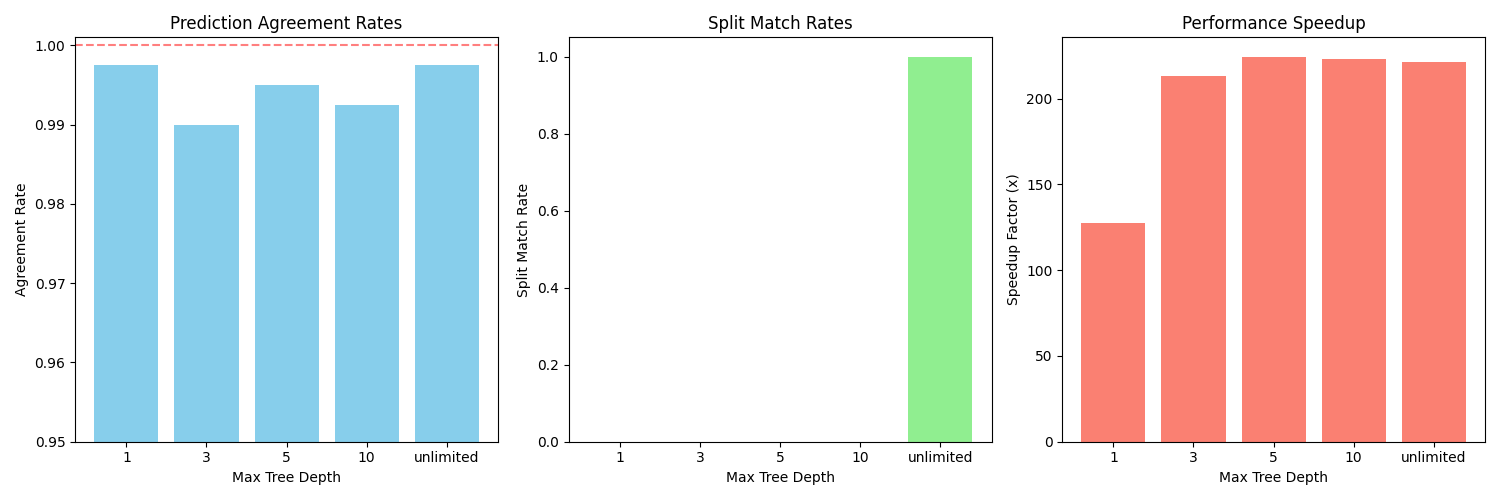 Prediction Agreement Rates
Agreement Rate
1.00
0.99
0.98
0.97
0.96
0.95
1 3 5 10 unlimited
Max Tree Depth
Split Match Rates
Split Match Rate
1.0
0.8
0.6
0.4
0.2
0.0
1 3 5 10 unlimited
Max Tree Depth
Performance Speedup
Speedup Factor (x)
200
150
100
50
0
1 3 5 10 unlimited
Max Tree Depth